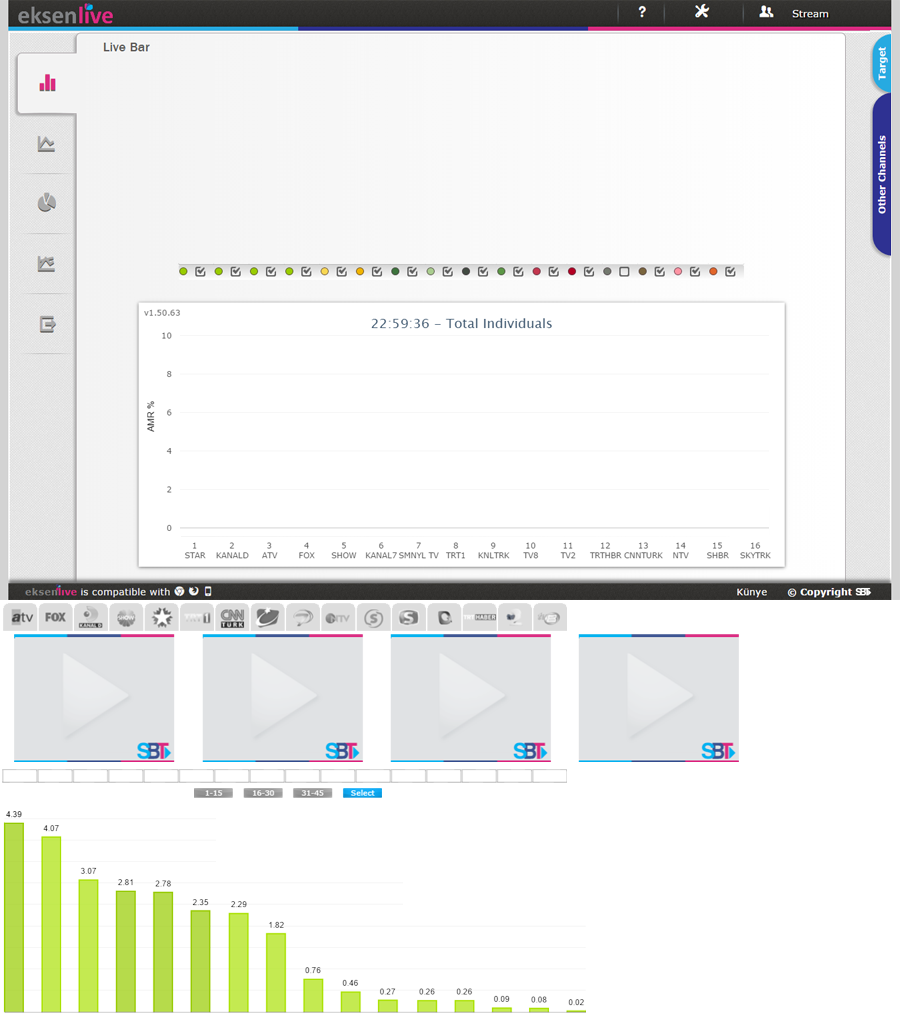 eksenlive
? Stream
Live Bar
Target
Other Channels
v1.50.63
22:59:36 - Total Individuals
AMR %
10
8
6
4
2
0
1 2 3 4 5 6 7 8 9 10 11 12 13 14 15 16
STAR KANALD ATV FOX SHOW KANAL7 SMNYL TV TRT1 KNLTRK TV8 TV2 TRTHBR CNNTURK NTV SHBR SKYTRK
eksenlive is compatible with
Künye © Copyright SBT
atv FOX KANAL D SHOW CNN TURK HABER
SBT SBT SBT SBT
1-15 16-30 31-45 Select
4.39
4.07
3.07
2.81 2.78
2.35 2.29
1.82
0.76
0.46
0.27 0.26 0.26
0.09 0.08 0.02